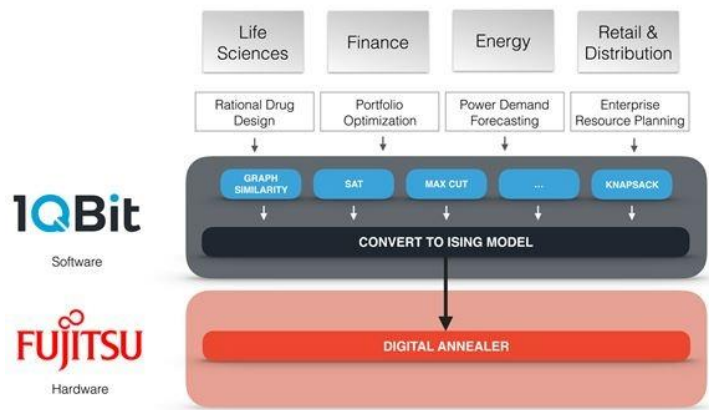 Life
Sciences
Finance
Energy
Retail &
Distribution
Rational Drug
Design
Portfolio
Optimization
Power Demand
Forecasting
Enterprise
Resource Planning
GRAPH
SIMILARITY
SAT
MAX CUT
...
KNAPSACK
1QBit
Software
CONVERT TO ISING MODEL
FUJITSU
Hardware
DIGITAL ANNEALER